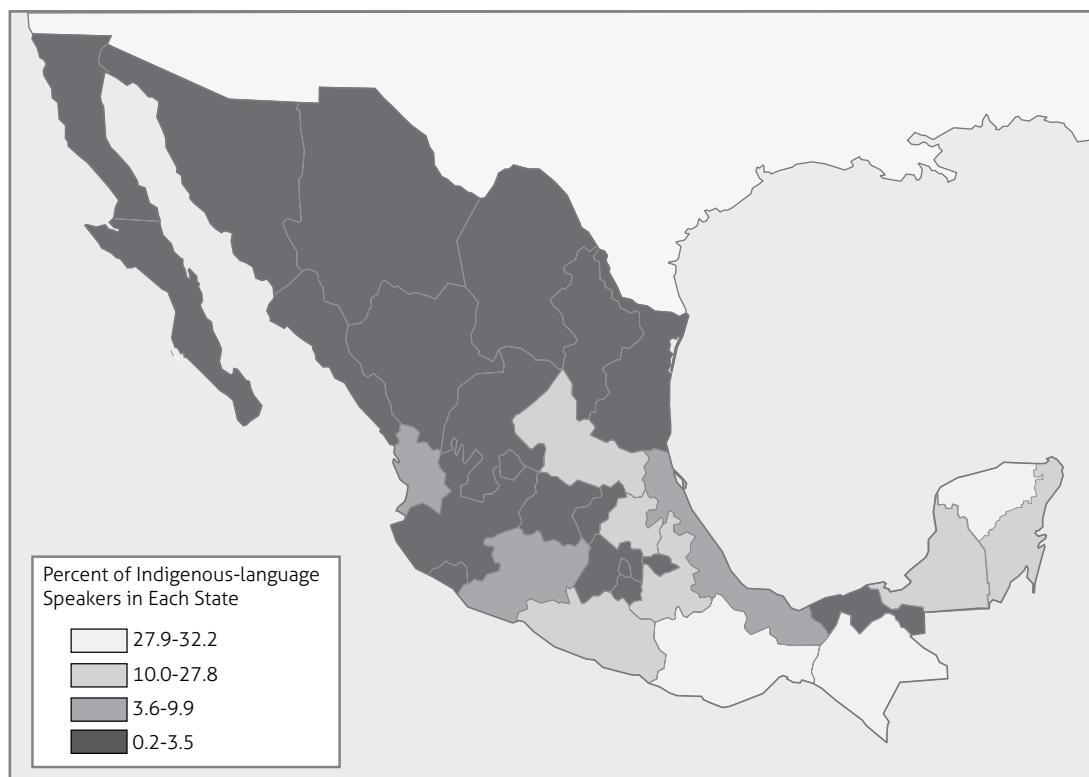 Percent of Indigenous-language
Speakers in Each State
27.9-32.2
10.0-27.8
3.6-9.9
0.2-3.5